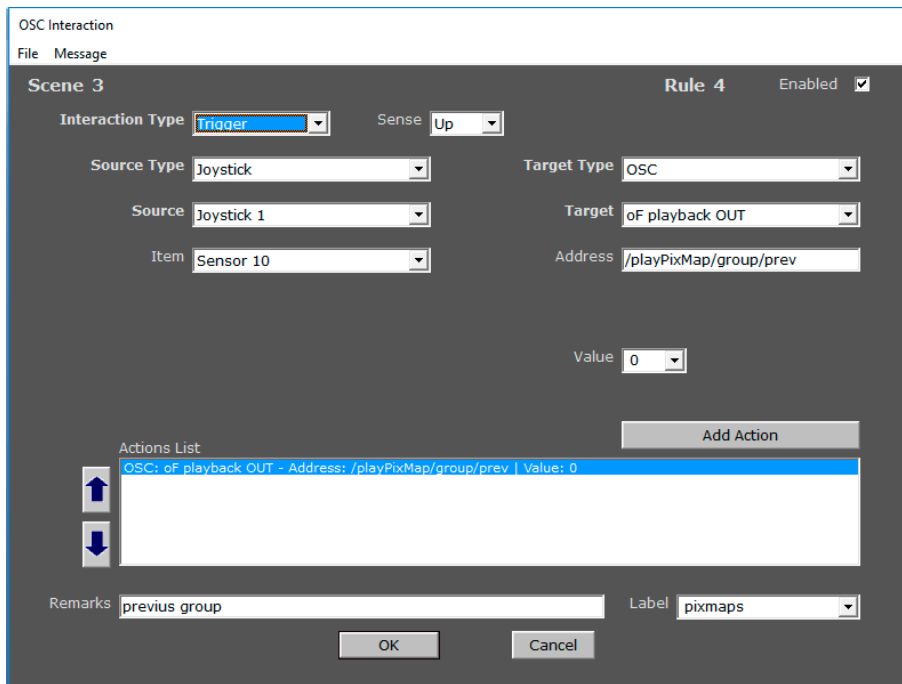 OSC Interaction
File Message
Scene 3 Rule 4 Enabled
Interaction Type Trigger Sense Up
Source Type Joystick Target Type OSC
Source Joystick 1 Target oF playback OUT
Item Sensor 10 Address /playPixMap/group/prev
Value 0
Add Action
Actions List
OSC: oF playback OUT - Address: /playPixMap/group/prev | Value: 0
Remarks previus group Label pixmaps
OK Cancel